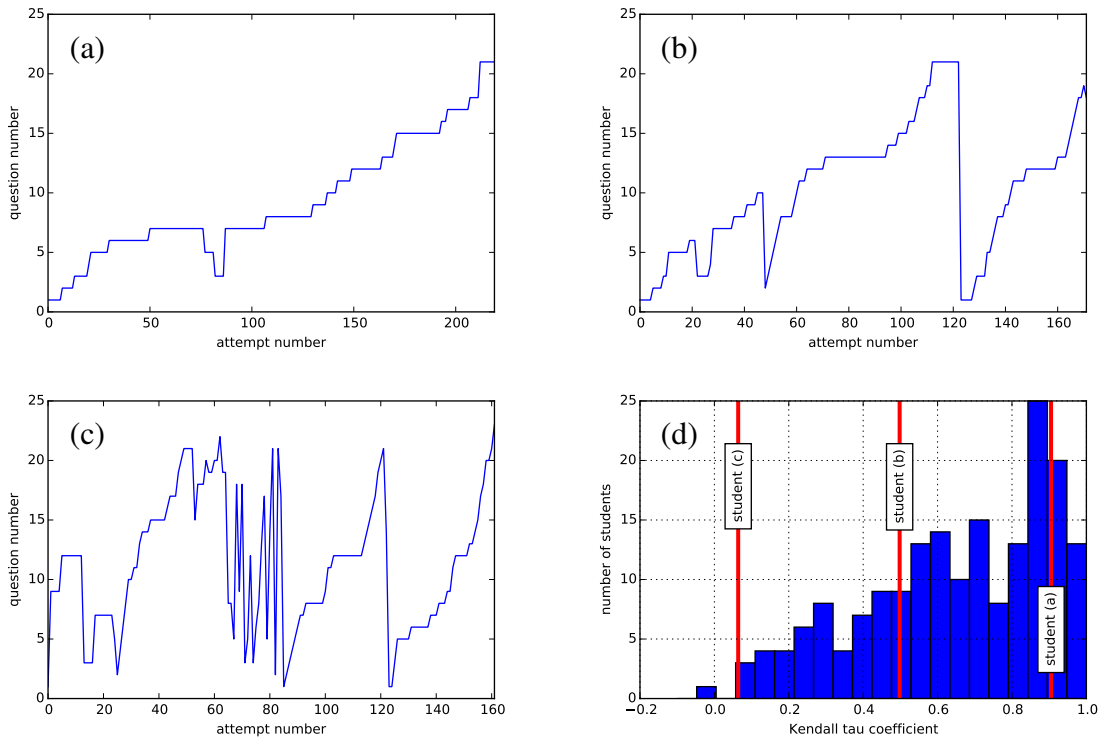 (a)
25
20
15
10
5
0
question number
0 50 100 150 200
attempt number
(b)
25
20
15
10
5
0
question number
0 20 40 60 80 100 120 140 160
attempt number
(c)
25
20
15
10
5
0
question number
0 20 40 60 80 100 120 140 160
attempt number
(d)
25
20
15
10
5
0
number of students
student (c)
student (b)
student (a)
−0.2 0.0 0.2 0.4 0.6 0.8 1.0
Kendall tau coefficient